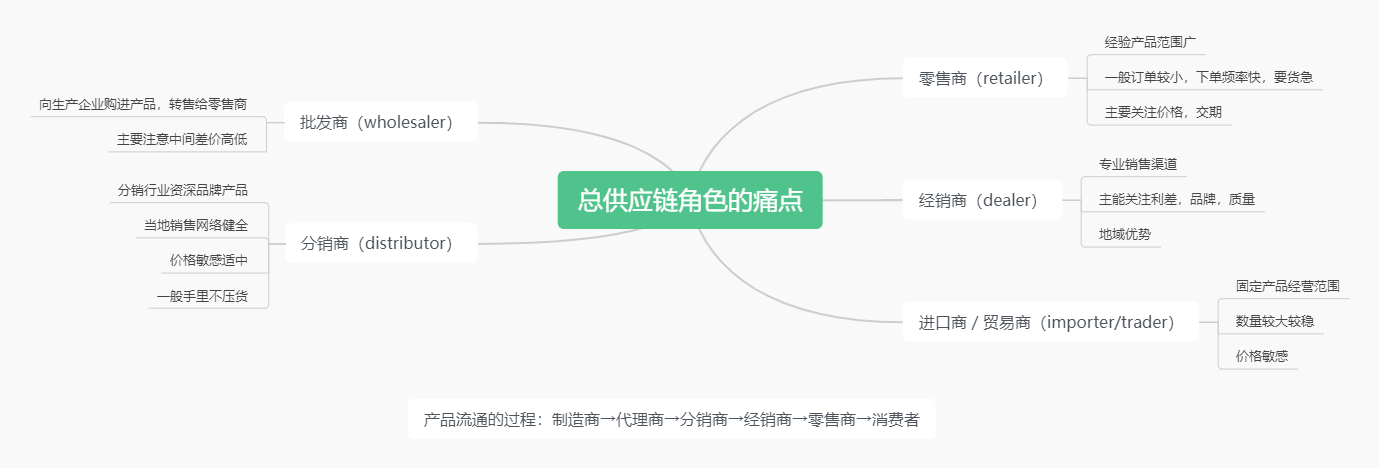 总供应链角色的痛点
零售商（retailer）
经验产品范围广
一般订单较小，下单频率快，要货急
主要关注价格，交期
经销商（dealer）
专业销售渠道
主能关注利差，品牌，质量
地域优势
进口商 / 贸易商（importer/trader）
固定产品经营范围
数量较大较稳
价格敏感
批发商（wholesaler）
向生产企业购进产品，转售给零售商
主要注意中间差价高低
分销商（distributor）
分销行业资深品牌产品
当地销售网络健全
价格敏感适中
一般手里不压货
产品流通的过程：制造商→代理商→分销商→经销商→零售商→消费者